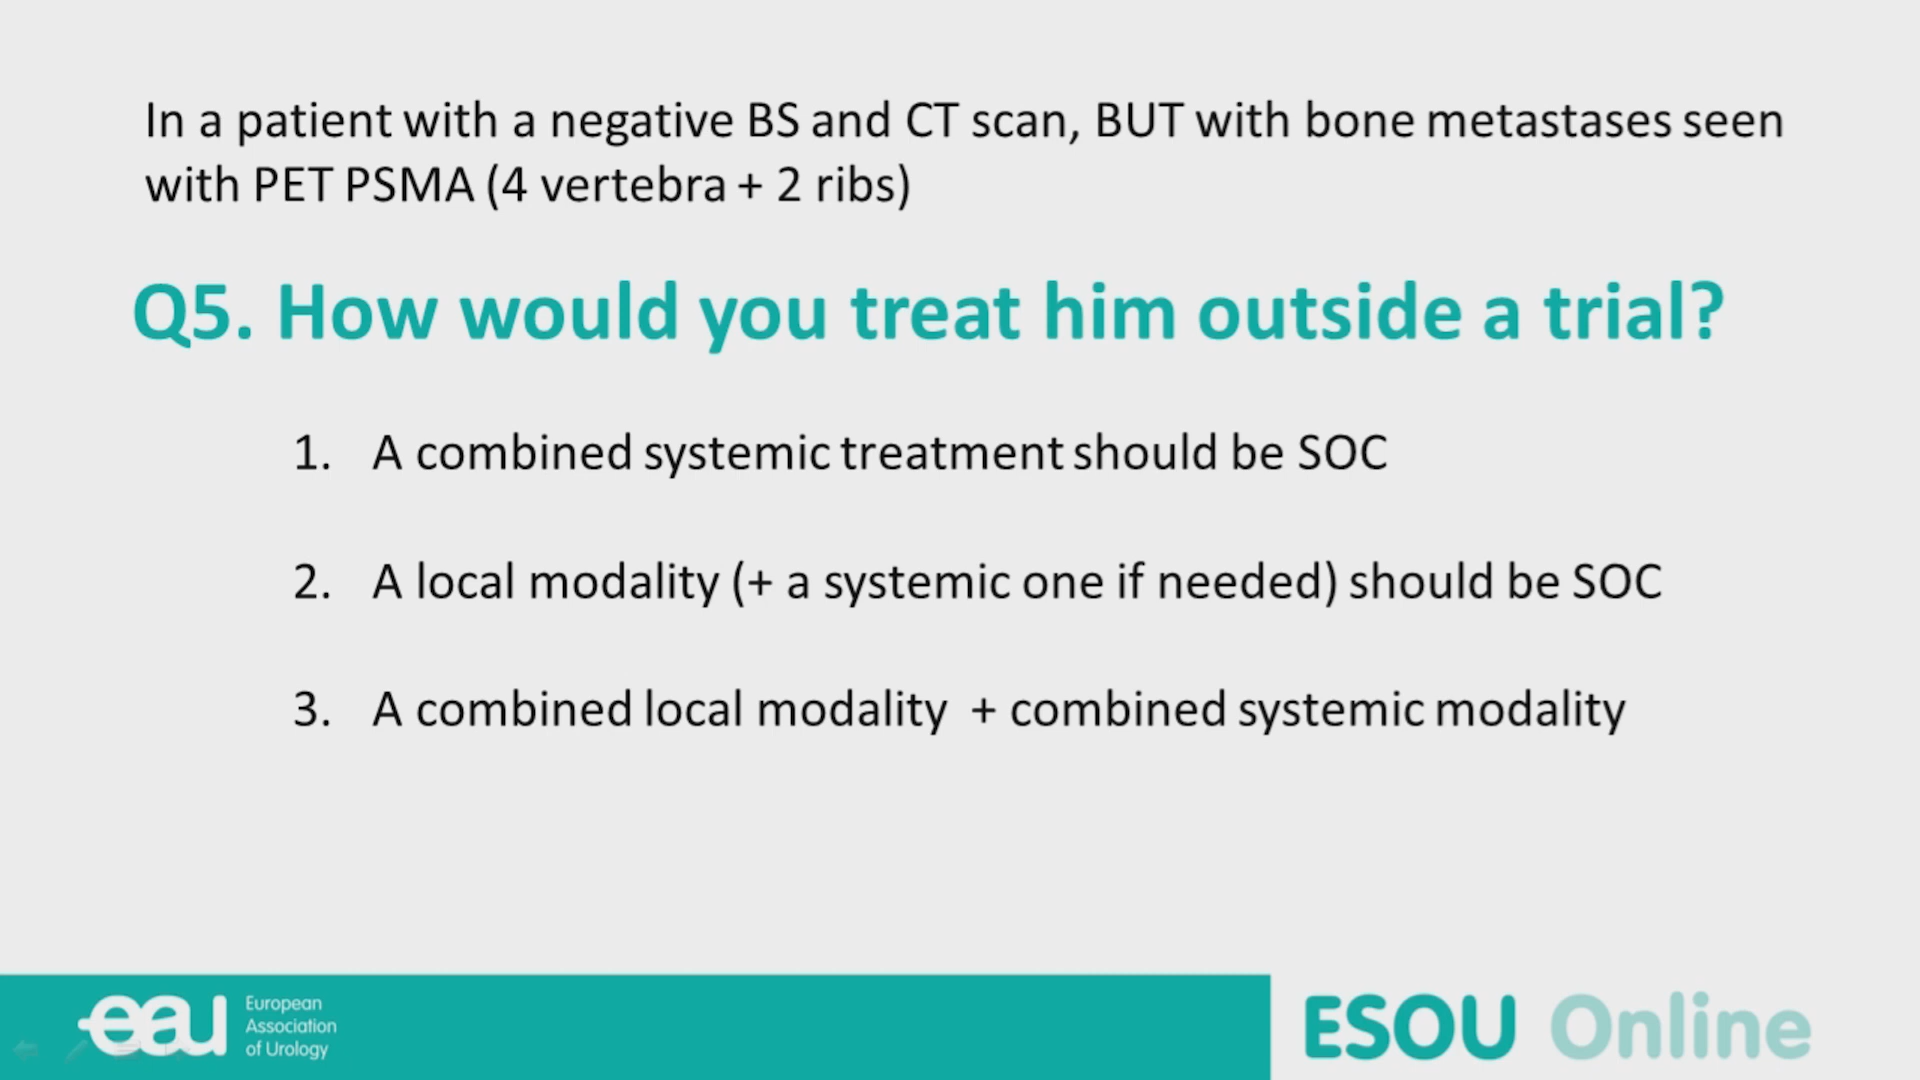 In a patient with a negative BS and CT scan, BUT with bone metastases seen
with PET PSMA (4 vertebra + 2 ribs)
Q5. How would you treat him outside a trial?
1. A combined systemic treatment should be SOC
2. A local modality (+ a systemic one if needed) should be SOC
3. A combined local modality + combined systemic modality
eau
European
Association
of Urology
ESOU Online